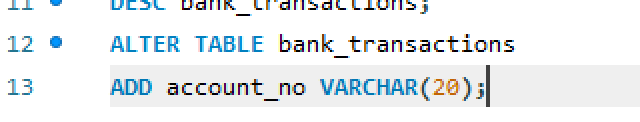 11 DESC bank_transactions;
12 ALTER TABLE bank_transactions
13 ADD account_no VARCHAR(20);